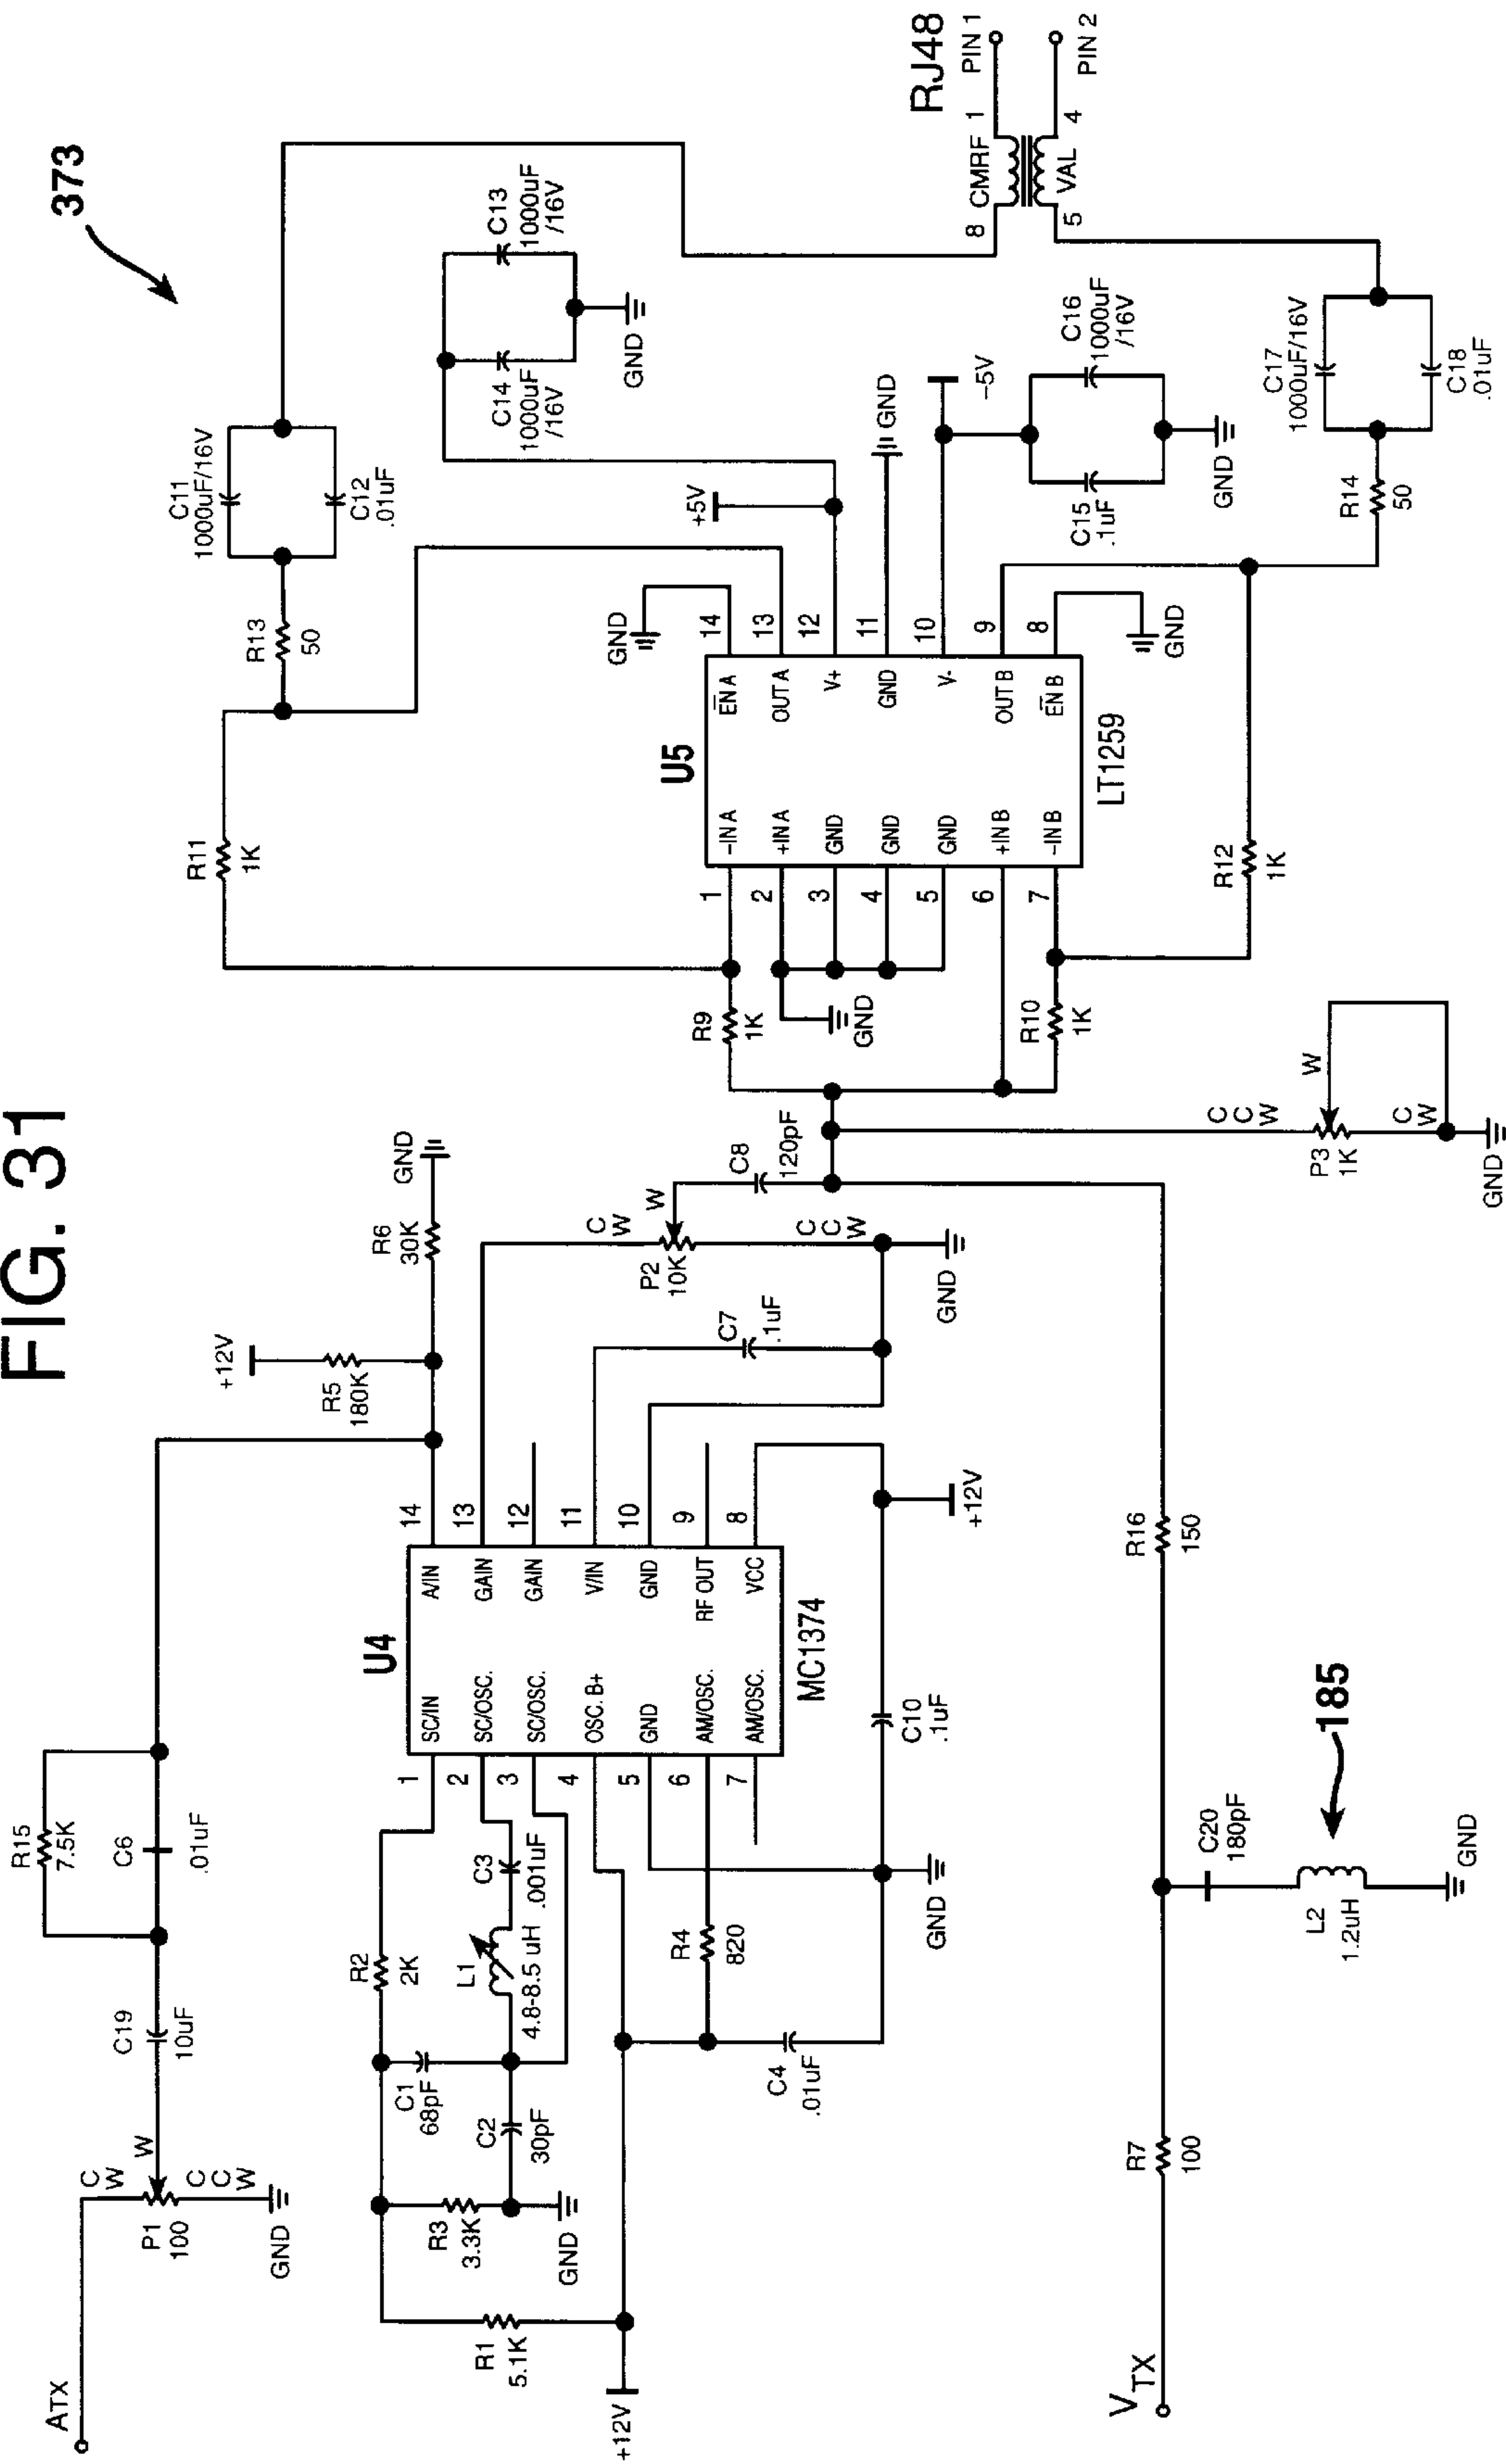 FIG. 31
373
ATX
P1
100
C
W
W
C
C
W
GND
C19
10uF
R15
7.5K
C6
.01uF
+12V
R5
180K
R6
30K
GND
R1
5.1K
+12V
R3
3.3K
GND
C1
68pF
C2
30pF
R2
2K
L1
4.8-8.5 uH
C3
.001uF
R4
820
C4
.01uF
GND
C10
.1uF
+12V
U4
MC1374
1
2
3
4
5
6
7
SC/IN
SC/OSC.
SC/OSC.
OSC. B+
GND
AM/OSC.
AM/OSC.
A/IN
GAIN
GAIN
V/IN
GND
RF OUT
VCC
14
13
12
11
10
9
8
C7
.1uF
P2
10K
C
W
W
C
C
W
GND
C8
120pF
VTX
R7
100
C20
180pF
L2
1.2uH
GND
185
R16
150
P3
1K
C
C
W
W
C
W
GND
R9
1K
R10
1K
GND
R11
1K
R12
1K
U5
LT1259
1
2
3
4
5
6
7
-IN A
+IN A
GND
GND
GND
+IN B
-IN B
EN A
OUT A
V+
GND
V-
OUT B
EN B
14
13
12
11
10
9
8
GND
GND
GND
+5V
-5V
R13
50
C11
1000uF/16V
C12
.01uF
C14
1000uF
/16V
C13
1000uF
/16V
GND
C15
.1uF
C16
1000uF
/16V
GND
R14
50
C17
1000uF/16V
C18
.01uF
8
CMRF
1
5
VAL
4
RJ48
PIN 1
PIN 2